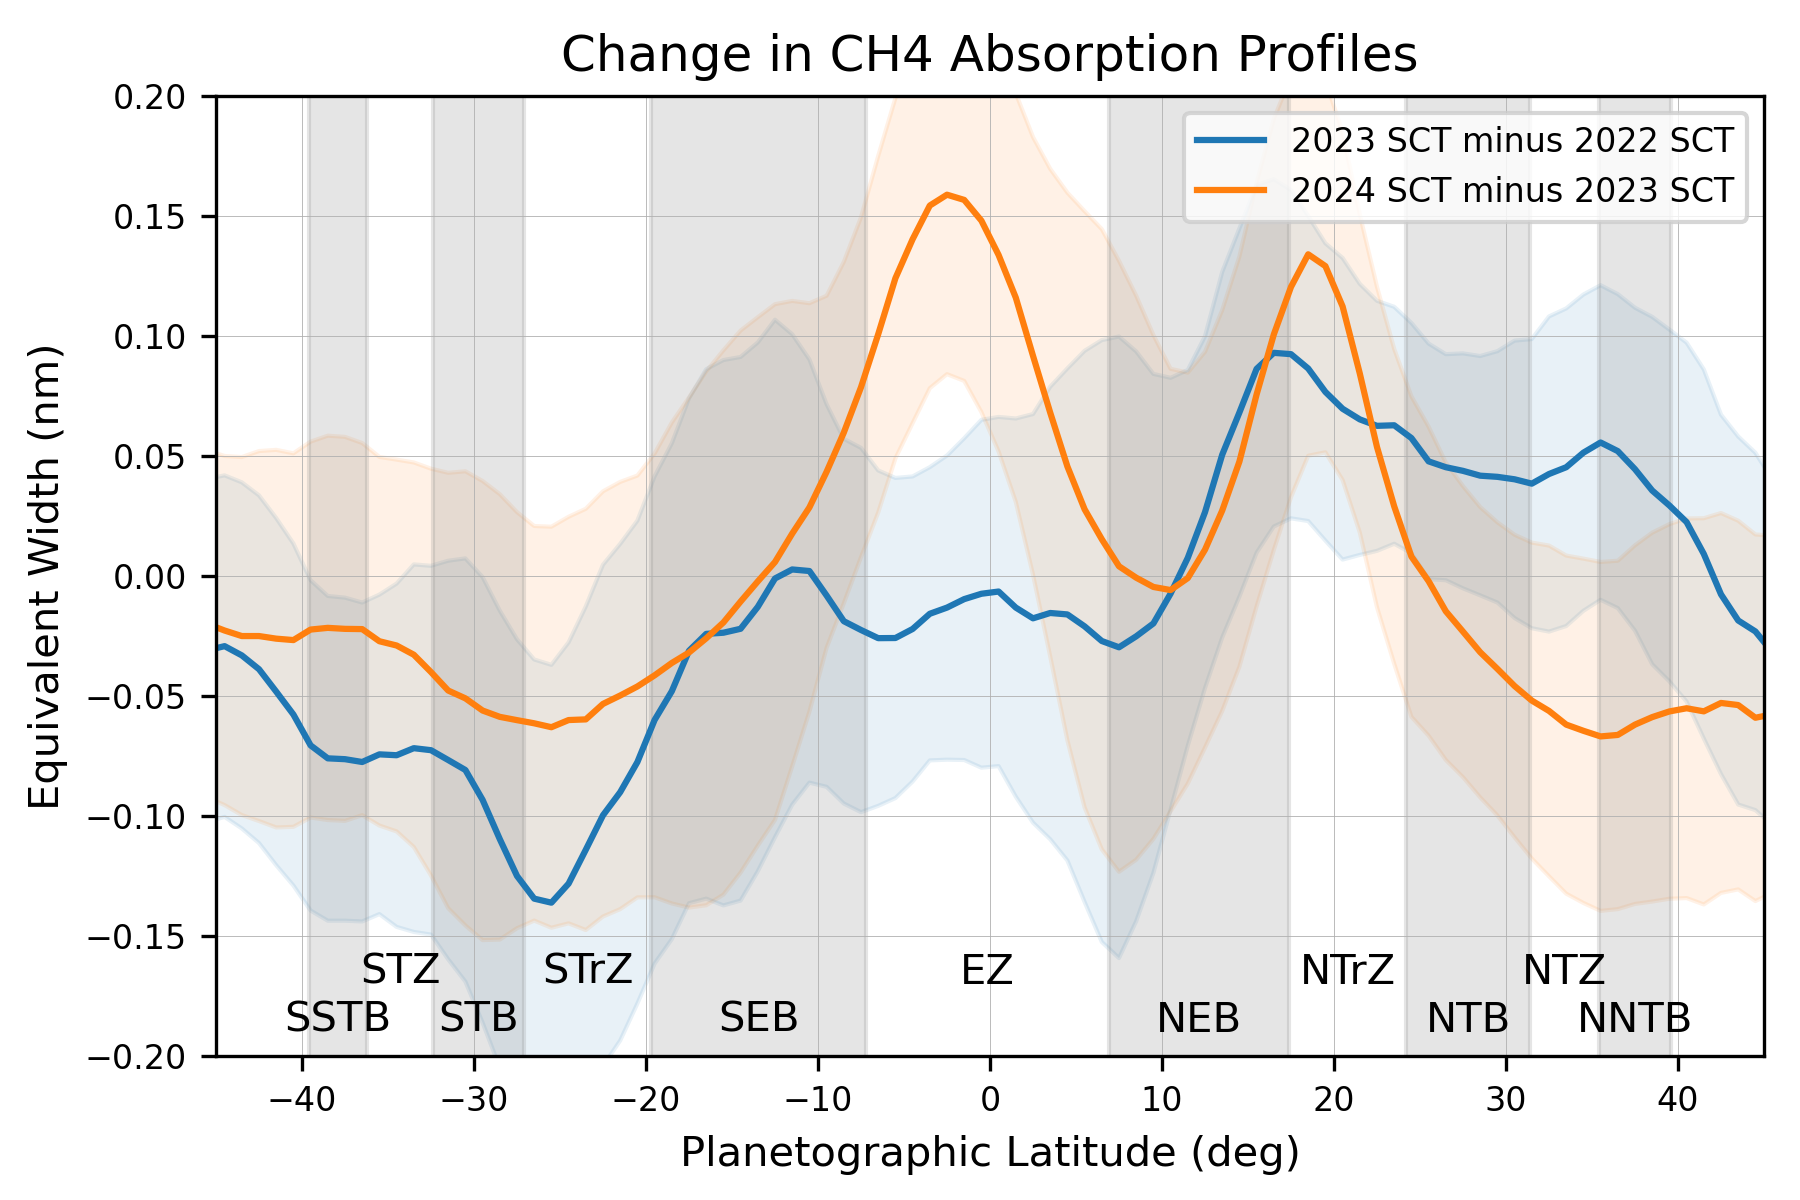 Change in CH4 Absorption Profiles
2023 SCT minus 2022 SCT
2024 SCT minus 2023 SCT
Equivalent Width (nm)
0.20
0.15
0.10
0.05
0.00
−0.05
−0.10
−0.15
−0.20
STZ STrZ EZ NTrZ NTZ
SSTB STB SEB NEB NTB NNTB
−40 −30 −20 −10 0 10 20 30 40
Planetographic Latitude (deg)